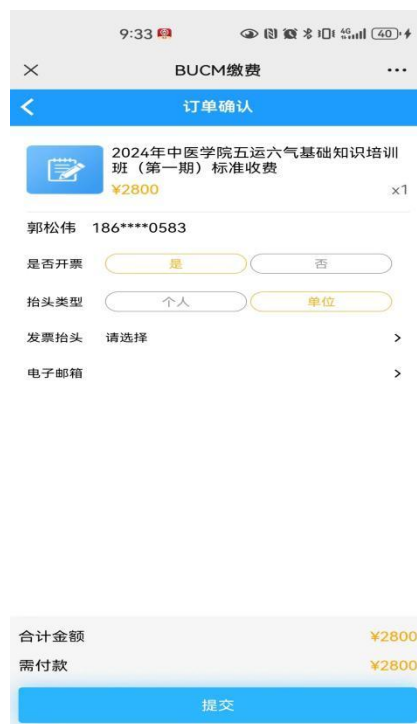 9:33
4G 40
BUCM缴费
订单确认
2024年中医学院五运六气基础知识培训
班（第一期）标准收费
¥2800 x1
郭松伟 186****0583
是否开票 是 否
抬头类型 个人 单位
发票抬头 请选择
电子邮箱
合计金额 ¥2800
需付款 ¥2800
提交